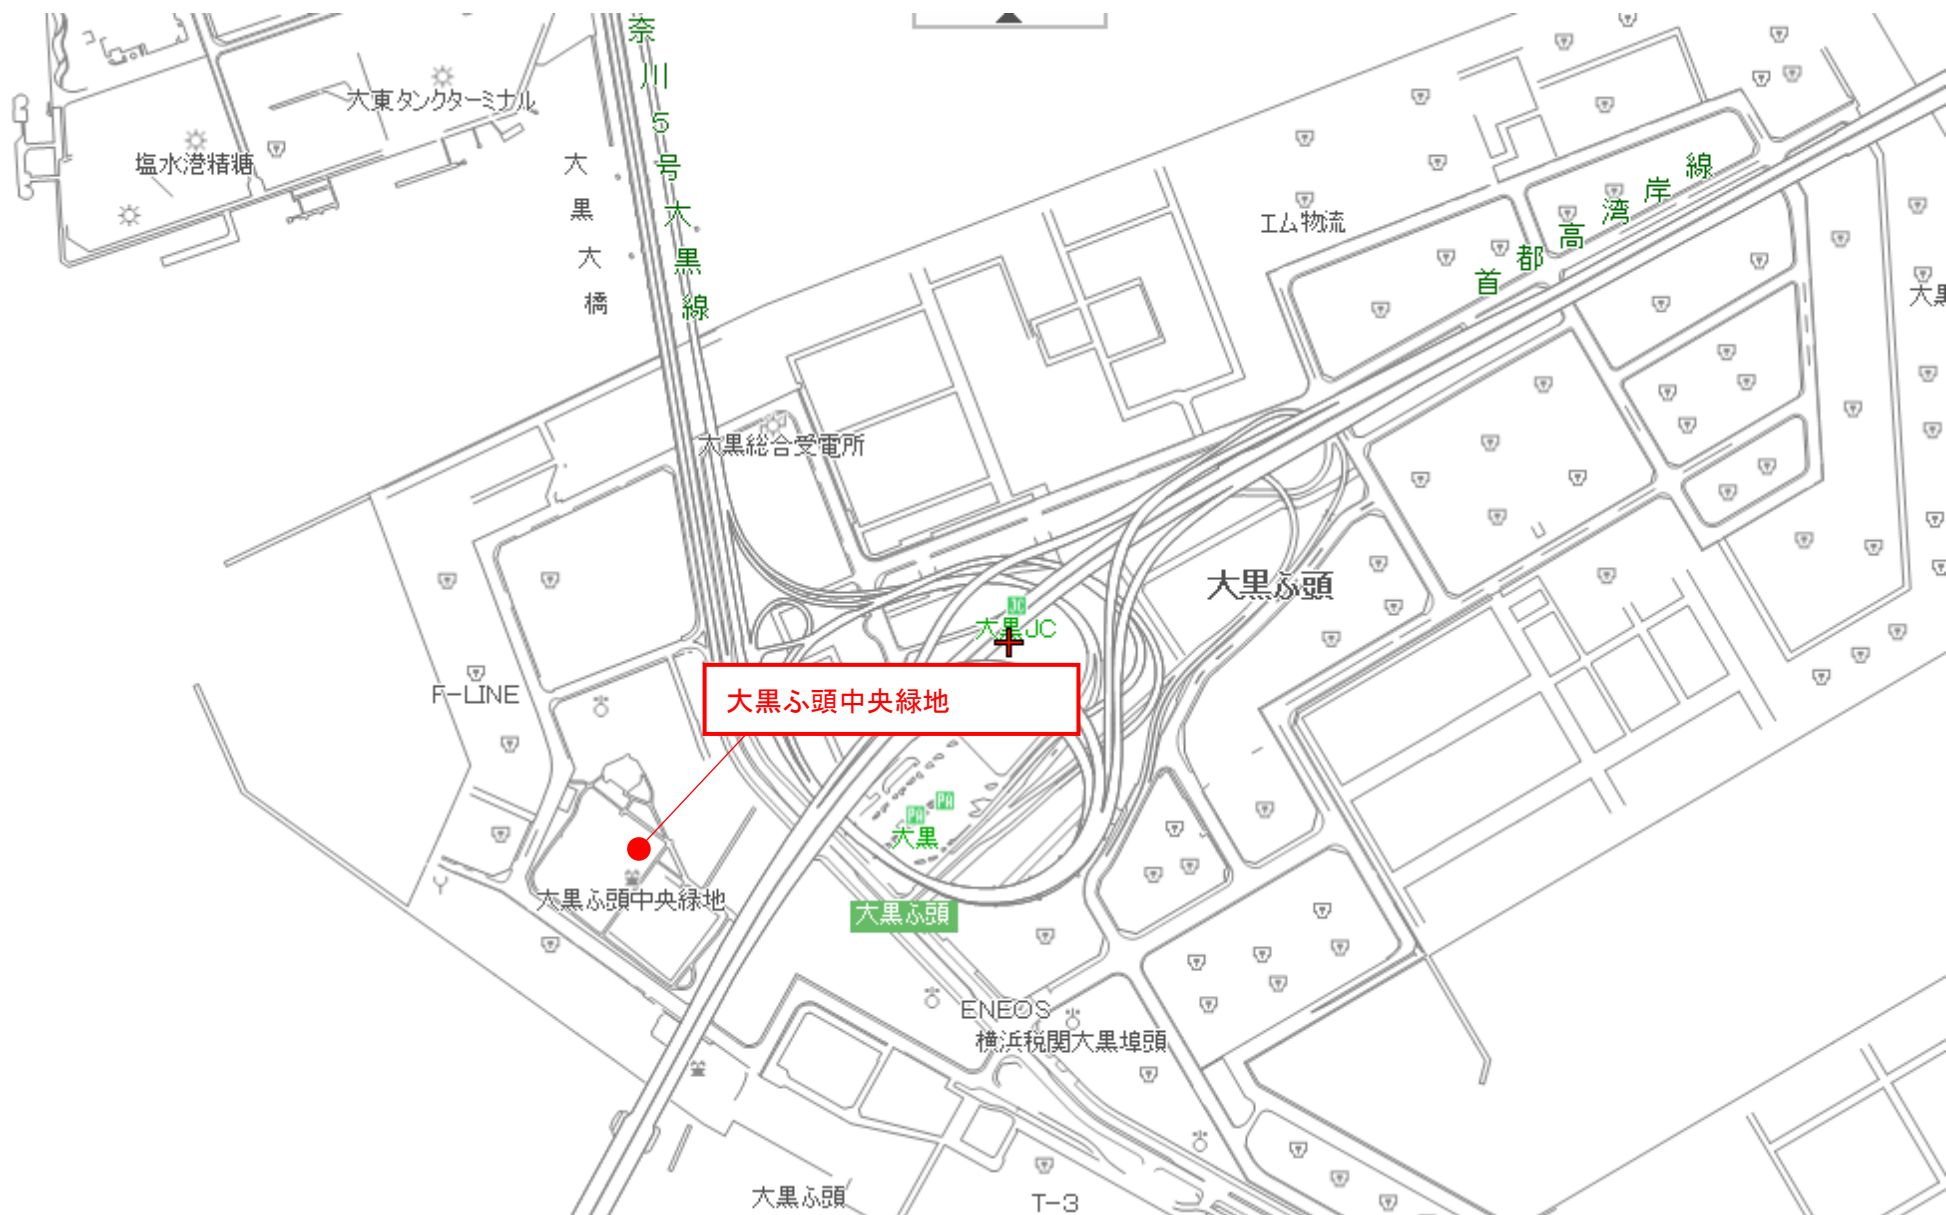 奈川5号大黒線
大東タンクターミナル
塩水港精糖
大黒大橋
首都高湾岸線
エム物流
大黒
大黒総合受電所
大黒ふ頭
JC
大黒JC
F-LINE
大黒ふ頭中央緑地
PA
PA
大黒
大黒ふ頭中央緑地
大黒ふ頭
ENEOS
横浜税関大黒埠頭
大黒ふ頭
T-3